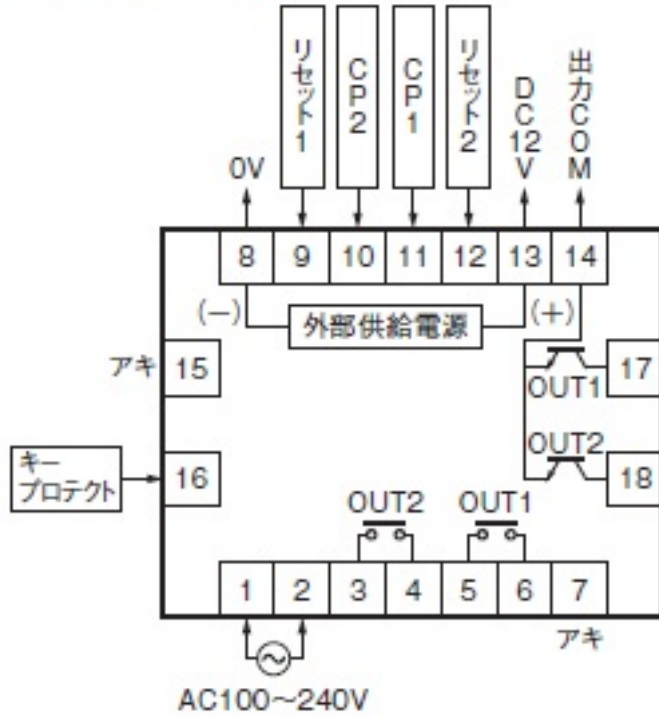 リセット1
CP2
CP1
リセット2
DC12V
出力COM
0V
8 9 10 11 12 13 14
(−) 外部供給電源 (+)
アキ 15
OUT1 17
キー
プロテクト
16
OUT2 18
OUT2 OUT1
1 2 3 4 5 6 7
アキ
AC100～240V